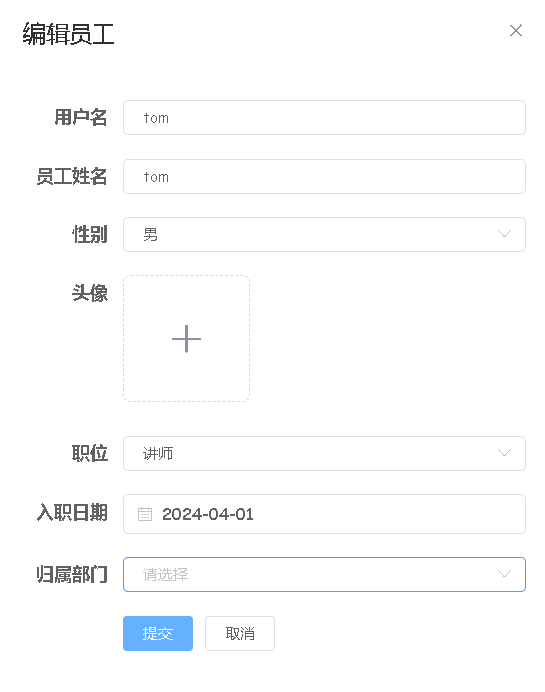 编辑员工
用户名 tom
员工姓名 tom
性别 男
头像
职位 讲师
入职日期 2024-04-01
归属部门 请选择
提交 取消